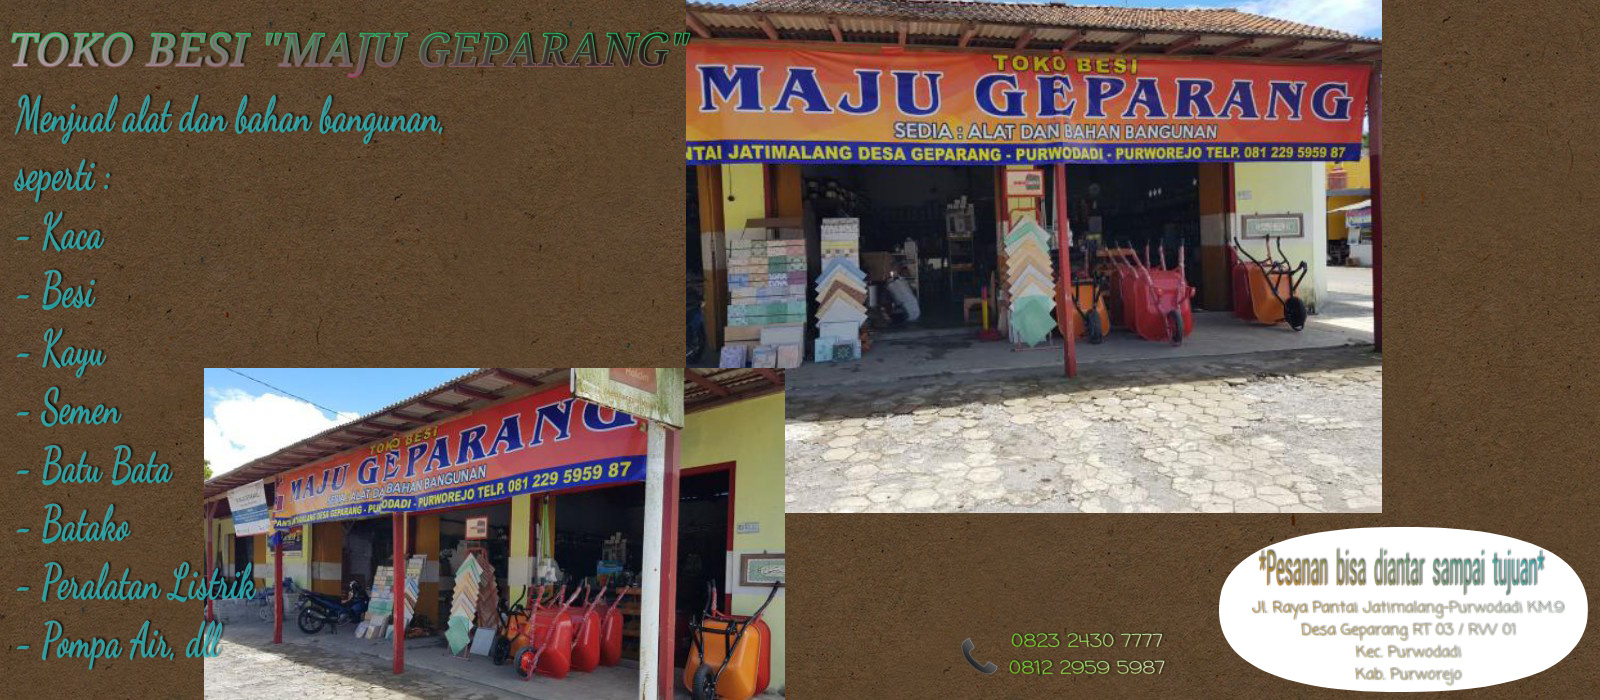 TOKO BESI "MAJU GEPARANG"
Menjual alat dan bahan bangunan,
seperti :
- Kaca
- Besi
- Kayu
- Semen
- Batu Bata
- Batako
- Peralatan Listrik
- Pompa Air, dll
TOKO BESI
MAJU GEPARANG
SEDIA : ALAT DAN BAHAN BANGUNAN
NTAI JATIMALANG DESA GEPARANG - PURWODADI - PURWOREJO TELP. 081 229 5959 87
TOKO BESI
MAJU GEPARANG
SEDIA : ALAT DA BAHAN BANGUNAN
PANTAI JATIMALANG DESA GEPARANG - PURWODADI - PURWOREJO TELP. 081 229 5959 87
0823 2430 7777
0812 2959 5987
*Pesanan bisa diantar sampai tujuan*
Jl. Raya Pantai Jatimalang-Purwodadi KM.9
Desa Geparang RT 03 / RW 01
Kec. Purwodadi
Kab. Purworejo